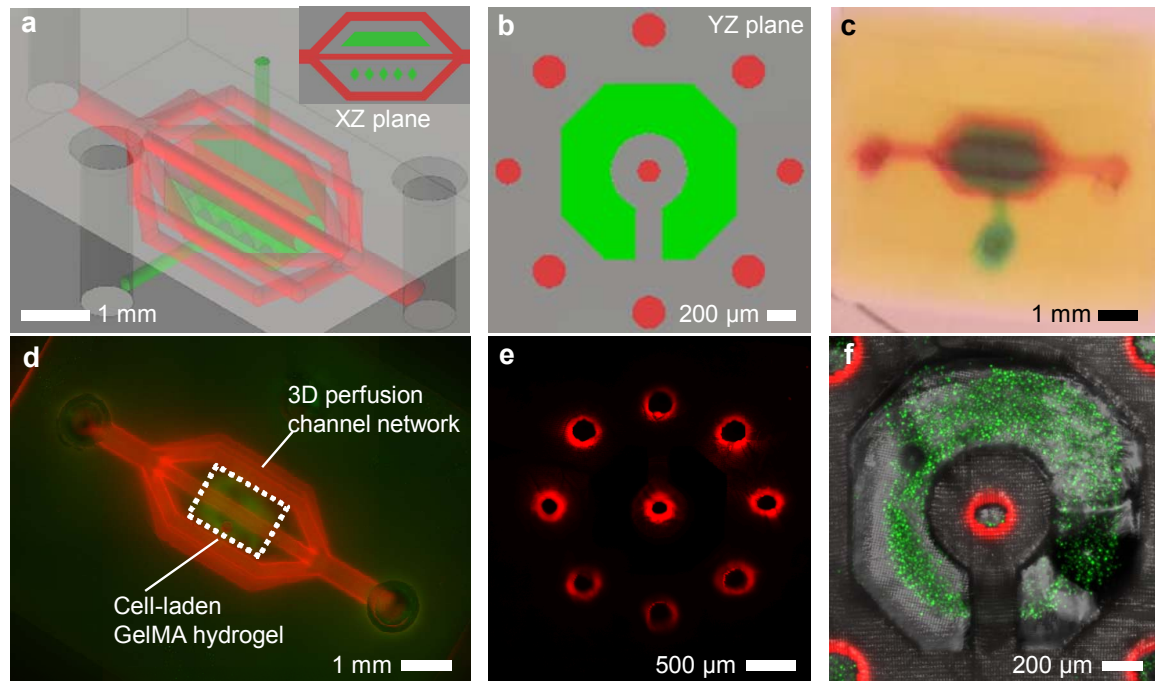 a
XZ plane
1 mm
b
YZ plane
200 µm
c
1 mm
d
3D perfusion
channel network
Cell-laden
GelMA hydrogel
1 mm
e
500 µm
f
200 µm